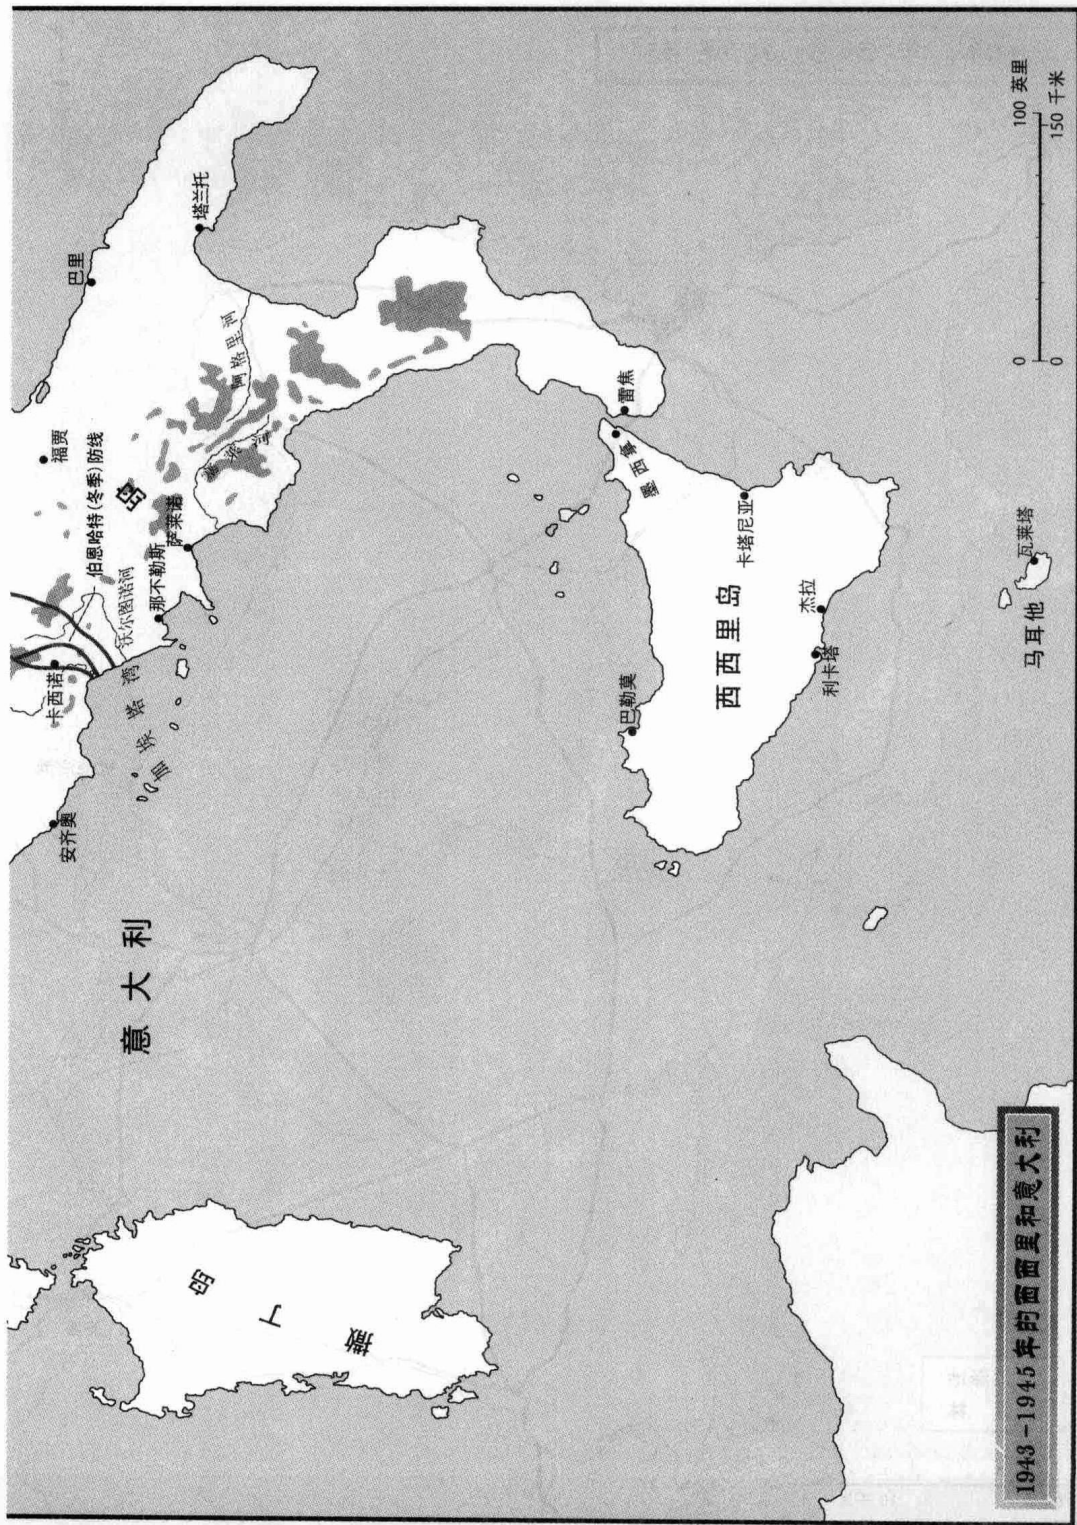 1943-1945年的西西里和意大利
意大利
撒丁岛
安齐奥
卡西诺
加埃塔湾
沃尔图诺河
伯恩哈特(冬季)防线
那不勒斯
萨莱诺
岛
福贾
巴里
塔兰托
阿格里河
西西里岛
巴勒莫
墨西拿
雷焦
卡塔尼亚
杰拉
利卡塔
马耳他
瓦莱塔
0 100 英里
0 150 千米